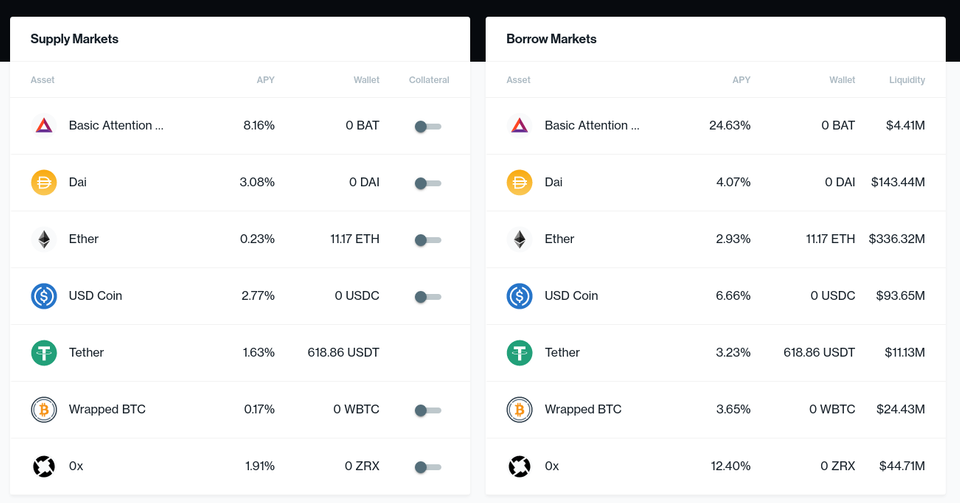 Supply Markets
Asset APY Wallet Collateral
Basic Attention ... 8.16% 0 BAT
Dai 3.08% 0 DAI
Ether 0.23% 11.17 ETH
USD Coin 2.77% 0 USDC
Tether 1.63% 618.86 USDT
Wrapped BTC 0.17% 0 WBTC
0x 1.91% 0 ZRX
Borrow Markets
Asset APY Wallet Liquidity
Basic Attention ... 24.63% 0 BAT $4.41M
Dai 4.07% 0 DAI $143.44M
Ether 2.93% 11.17 ETH $336.32M
USD Coin 6.66% 0 USDC $93.65M
Tether 3.23% 618.86 USDT $11.13M
Wrapped BTC 3.65% 0 WBTC $24.43M
0x 12.40% 0 ZRX $44.71M